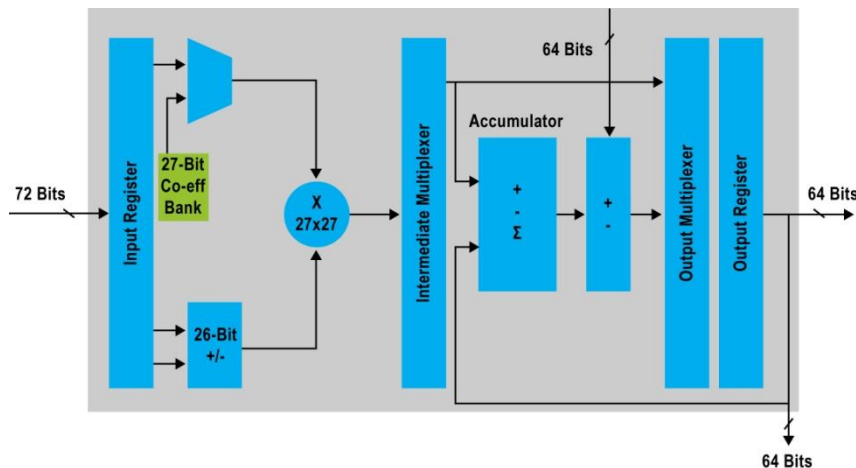 64 Bits
Accumulator
72 Bits
Input Register
27-Bit
Co-eff
Bank
X
27x27
26-Bit
+/-
Intermediate Multiplexer
+
-
Σ
+
-
Output Multiplexer
Output Register
64 Bits
64 Bits